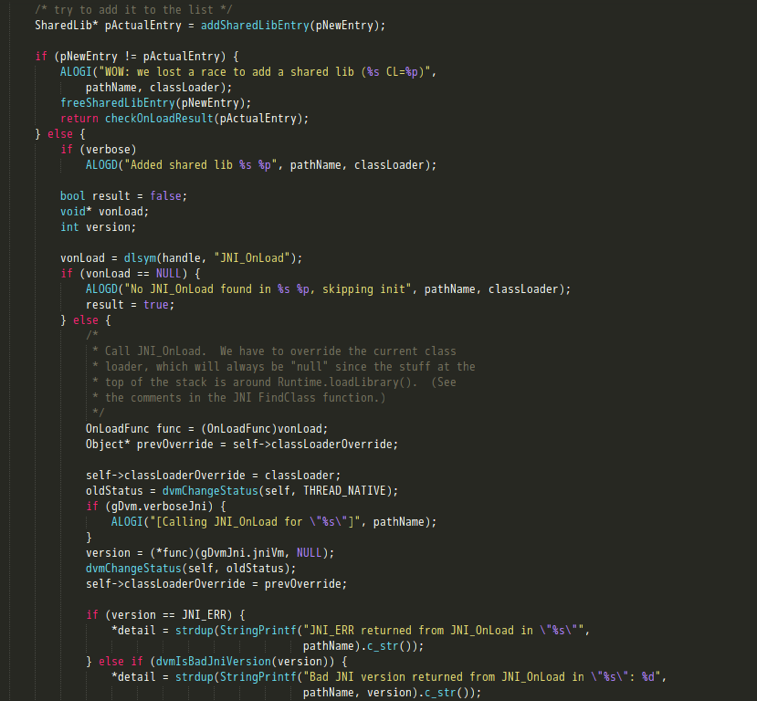 /* try to add it to the list */
SharedLib* pActualEntry = addSharedLibEntry(pNewEntry);
if (pNewEntry != pActualEntry) {
ALOGI("WOW: we lost a race to add a shared lib (%s CL=%p)",
pathName, classLoader);
freeSharedLibEntry(pNewEntry);
return checkOnLoadResult(pActualEntry);
} else {
if (verbose)
ALOGD("Added shared lib %s %p", pathName, classLoader);
bool result = false;
void* vonLoad;
int version;
vonLoad = dlsym(handle, "JNI_OnLoad");
if (vonLoad == NULL) {
ALOGD("No JNI_OnLoad found in %s %p, skipping init", pathName, classLoader);
result = true;
} else {
/*
* Call JNI_OnLoad.  We have to override the current class
* loader, which will always be "null" since the stuff at the
* top of the stack is around Runtime.loadLibrary().  (See
* the comments in the JNI FindClass function.)
*/
OnLoadFunc func = (OnLoadFunc)vonLoad;
Object* prevOverride = self->classLoaderOverride;
self->classLoaderOverride = classLoader;
oldStatus = dvmChangeStatus(self, THREAD_NATIVE);
if (gDvm.verboseJni) {
ALOGI("[Calling JNI_OnLoad for \"%s\"]", pathName);
}
version = (*func)(gDvmJni.jniVm, NULL);
dvmChangeStatus(self, oldStatus);
self->classLoaderOverride = prevOverride;
if (version == JNI_ERR) {
*detail = strdup(StringPrintf("JNI_ERR returned from JNI_OnLoad in \"%s\"",
pathName).c_str());
} else if (dvmIsBadJniVersion(version)) {
*detail = strdup(StringPrintf("Bad JNI version returned from JNI_OnLoad in \"%s\": %d",
pathName, version).c_str());